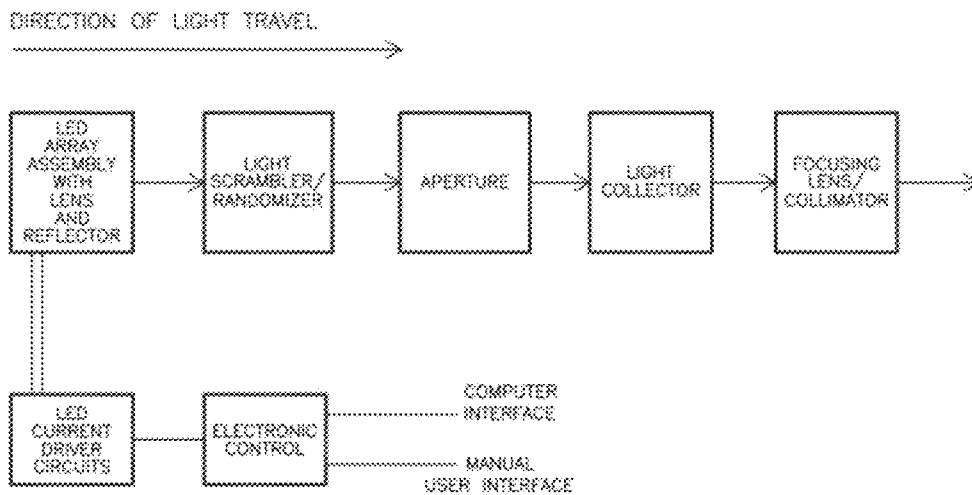 DIRECTION OF LIGHT TRAVEL
LED
ARRAY
ASSEMBLY
WITH
LENS
AND
REFLECTOR
LIGHT
SCRAMBLER/
RANDOMIZER
APERTURE
LIGHT
COLLECTOR
FOCUSING
LENS/
COLLIMATOR
LED
CURRENT
DRIVER
CIRCUITS
ELECTRONIC
CONTROL
COMPUTER
INTERFACE
MANUAL
USER INTERFACE